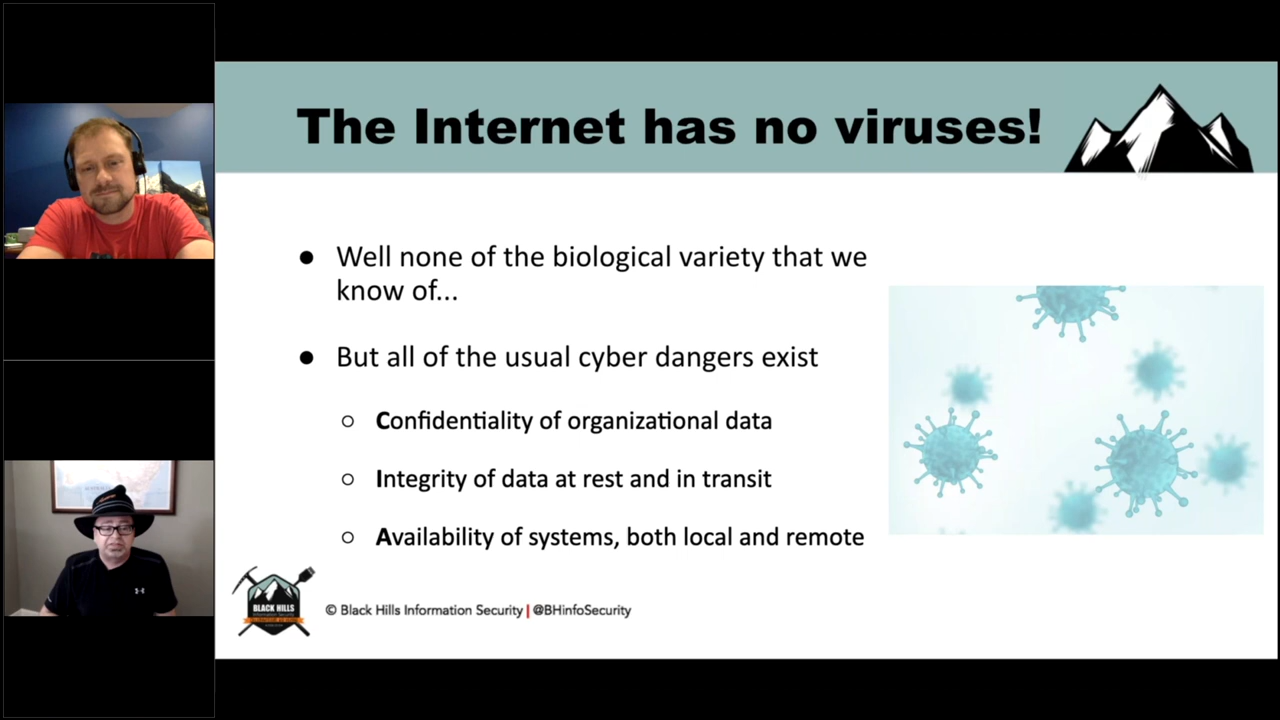 The Internet has no viruses!
● Well none of the biological variety that we
know of...
● But all of the usual cyber dangers exist
○ Confidentiality of organizational data
○ Integrity of data at rest and in transit
○ Availability of systems, both local and remote
BLACK HILLS
Information Security
© Black Hills Information Security | @BHinfoSecurity